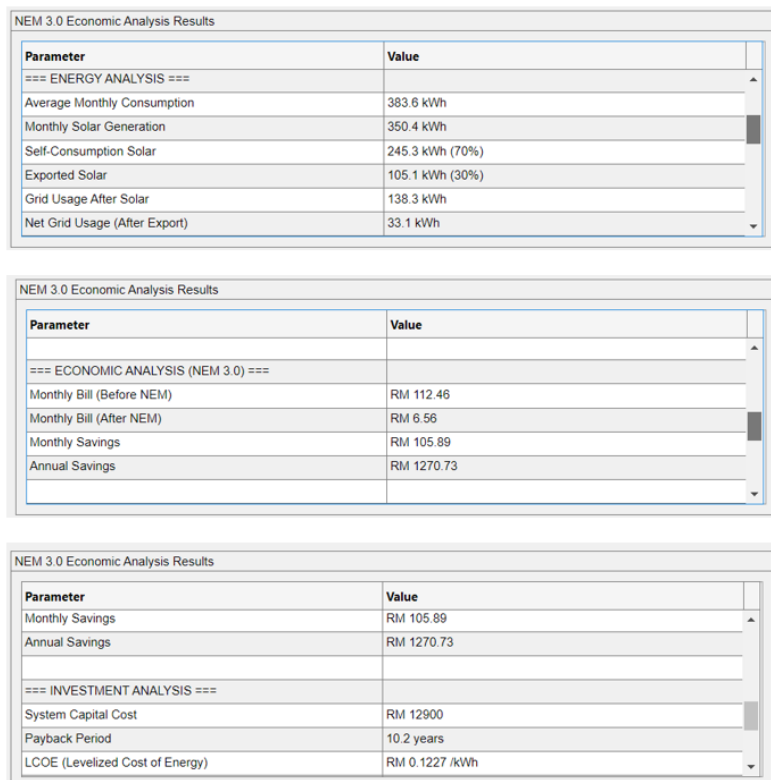 NEM 3.0 Economic Analysis Results
Parameter Value
=== ENERGY ANALYSIS ===
Average Monthly Consumption 383.6 kWh
Monthly Solar Generation 350.4 kWh
Self-Consumption Solar 245.3 kWh (70%)
Exported Solar 105.1 kWh (30%)
Grid Usage After Solar 138.3 kWh
Net Grid Usage (After Export) 33.1 kWh
NEM 3.0 Economic Analysis Results
Parameter Value
=== ECONOMIC ANALYSIS (NEM 3.0) ===
Monthly Bill (Before NEM) RM 112.46
Monthly Bill (After NEM) RM 6.56
Monthly Savings RM 105.89
Annual Savings RM 1270.73
NEM 3.0 Economic Analysis Results
Parameter Value
Monthly Savings RM 105.89
Annual Savings RM 1270.73
=== INVESTMENT ANALYSIS ===
System Capital Cost RM 12900
Payback Period 10.2 years
LCOE (Levelized Cost of Energy) RM 0.1227 /kWh